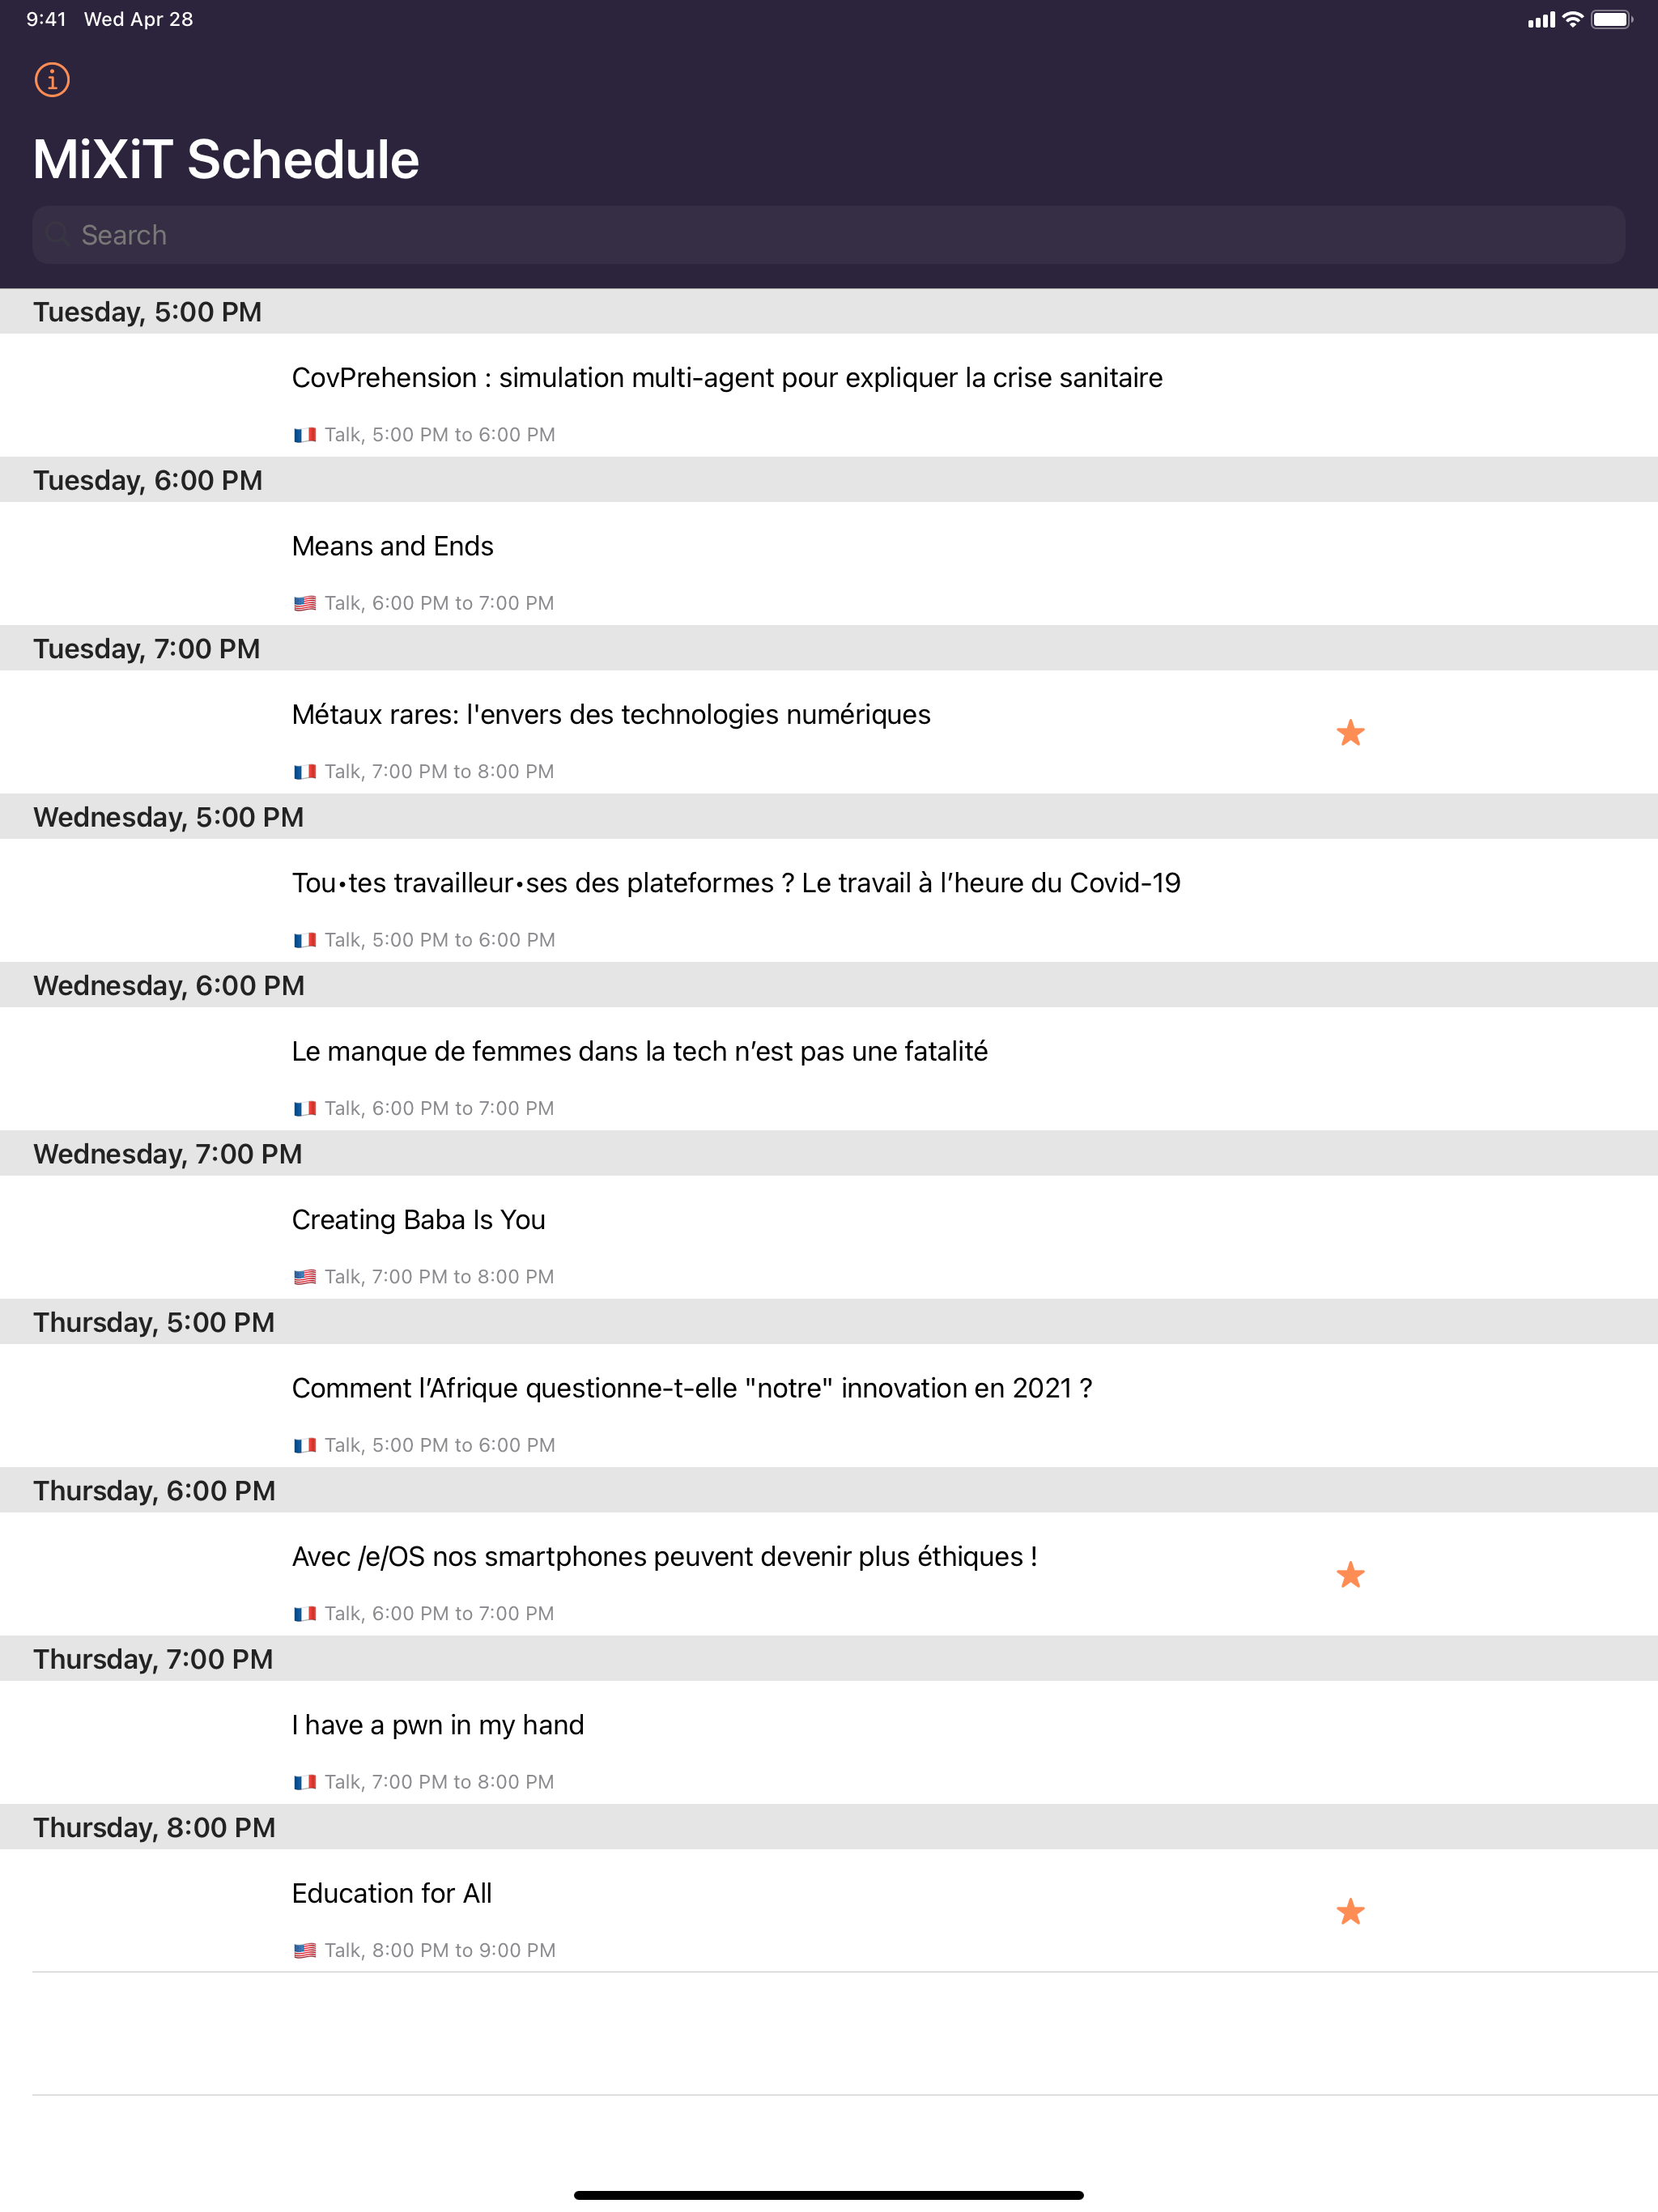 9:41 Wed Apr 28
MiXiT Schedule
Search
Tuesday, 5:00 PM
CovPrehension : simulation multi-agent pour expliquer la crise sanitaire
🇫🇷 Talk, 5:00 PM to 6:00 PM
Tuesday, 6:00 PM
Means and Ends
🇺🇸 Talk, 6:00 PM to 7:00 PM
Tuesday, 7:00 PM
Métaux rares: l'envers des technologies numériques
🇫🇷 Talk, 7:00 PM to 8:00 PM
Wednesday, 5:00 PM
Tou•tes travailleur•ses des plateformes ? Le travail à l’heure du Covid-19
🇫🇷 Talk, 5:00 PM to 6:00 PM
Wednesday, 6:00 PM
Le manque de femmes dans la tech n’est pas une fatalité
🇫🇷 Talk, 6:00 PM to 7:00 PM
Wednesday, 7:00 PM
Creating Baba Is You
🇺🇸 Talk, 7:00 PM to 8:00 PM
Thursday, 5:00 PM
Comment l’Afrique questionne-t-elle "notre" innovation en 2021 ?
🇫🇷 Talk, 5:00 PM to 6:00 PM
Thursday, 6:00 PM
Avec /e/OS nos smartphones peuvent devenir plus éthiques !
🇫🇷 Talk, 6:00 PM to 7:00 PM
Thursday, 7:00 PM
I have a pwn in my hand
🇫🇷 Talk, 7:00 PM to 8:00 PM
Thursday, 8:00 PM
Education for All
🇺🇸 Talk, 8:00 PM to 9:00 PM